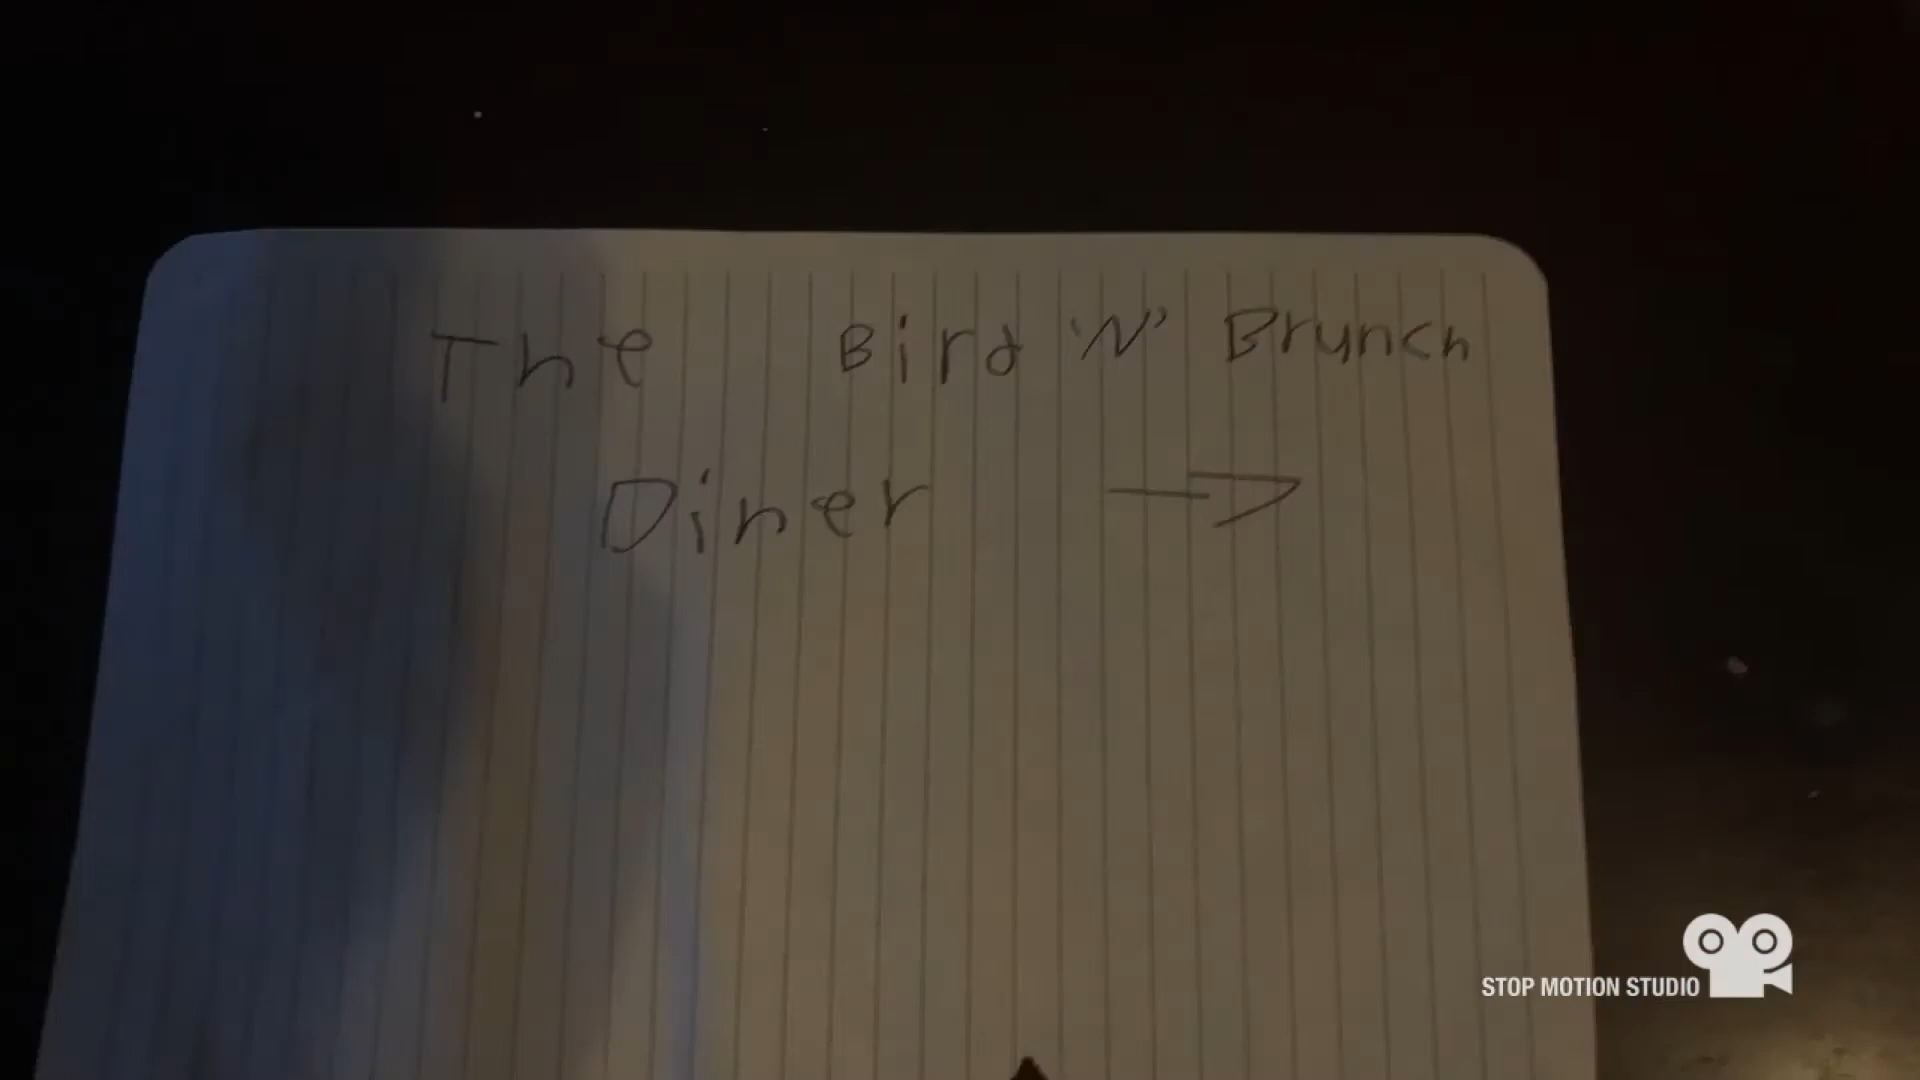 The Bird 'N' Brunch
Diner →
STOP MOTION STUDIO